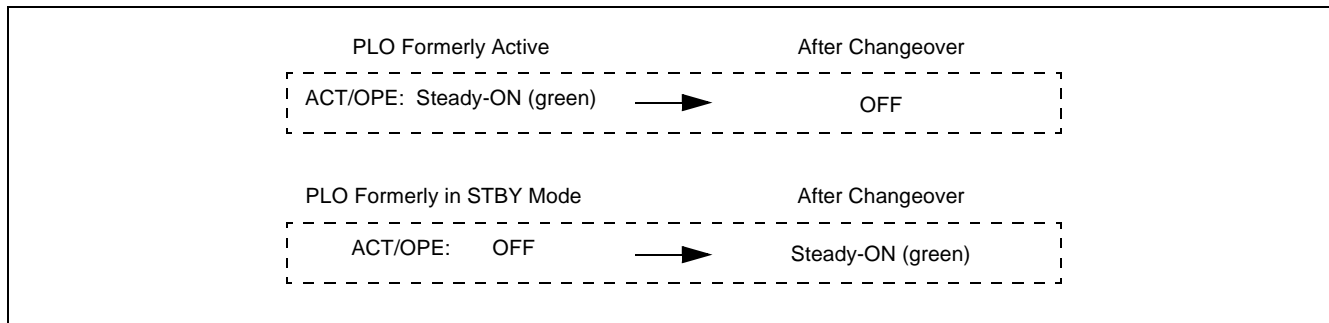 PLO Formerly Active After Changeover
ACT/OPE: Steady-ON (green) OFF
PLO Formerly in STBY Mode After Changeover
ACT/OPE: OFF Steady-ON (green)